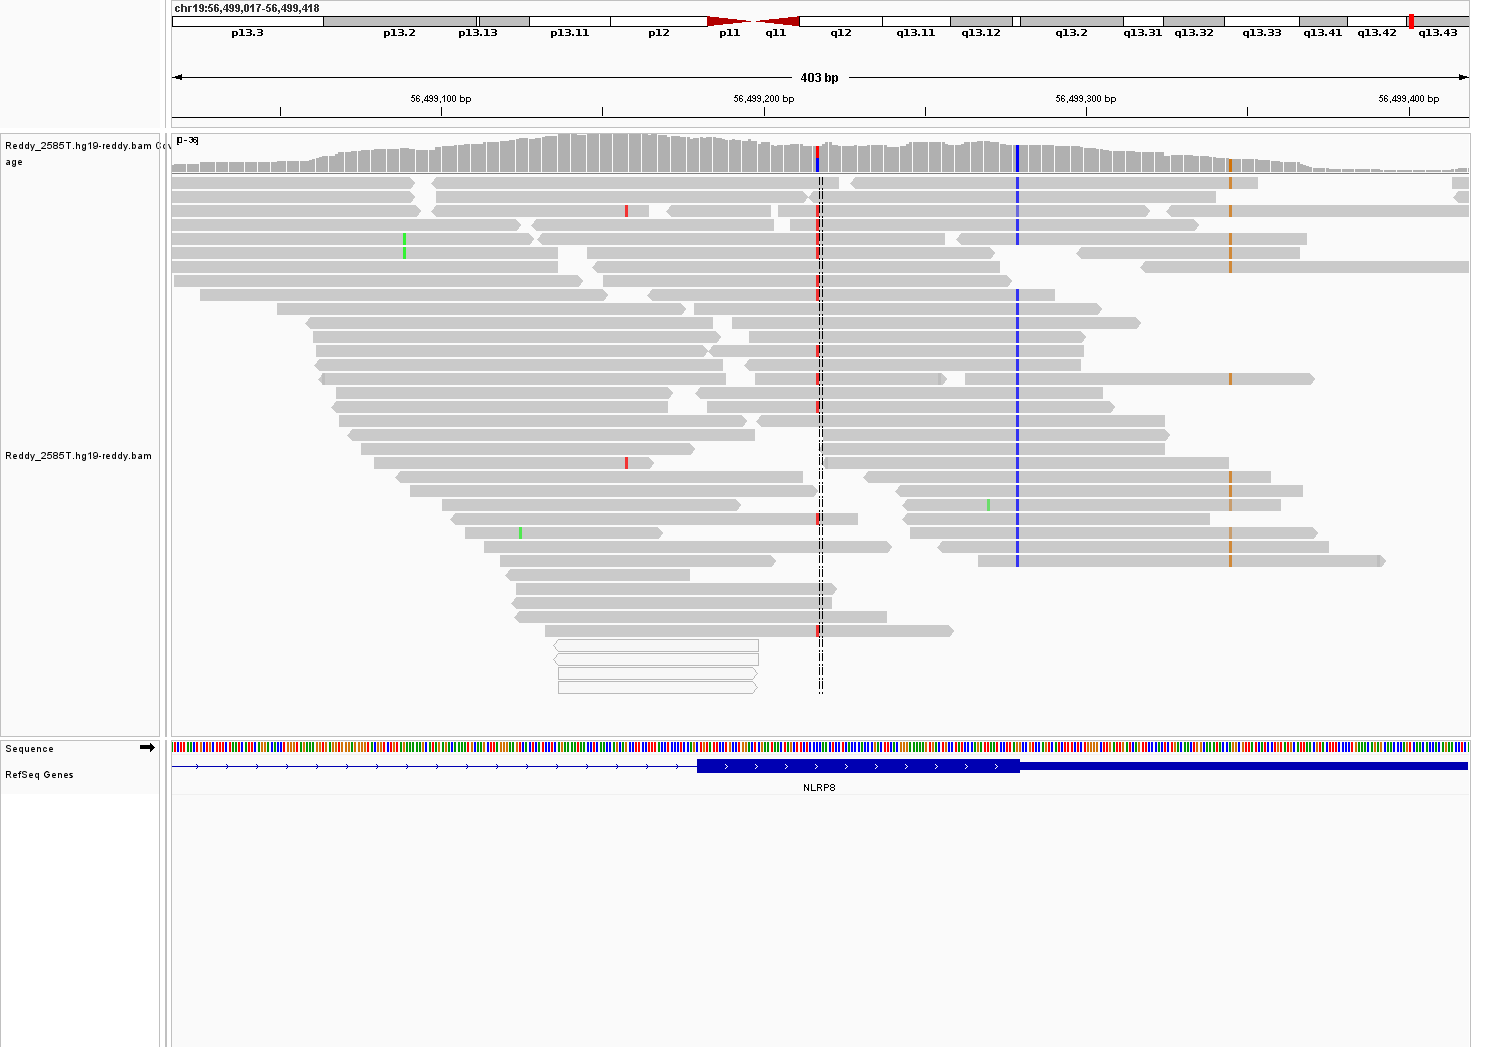 chr19:56,499,017-56,499,418
p13.3 p13.2 p13.13 p13.11 p12 p11 q11 q12 q13.11 q13.12 q13.2 q13.31 q13.32 q13.33 q13.41 q13.42 q13.43
403 bp
56,499,100 bp 56,499,200 bp 56,499,300 bp 56,499,400 bp
[0-36]
Reddy_2585T.hg19-reddy.bam Cov
age
Reddy_2585T.hg19-reddy.bam
Sequence
RefSeq Genes
NLRP8